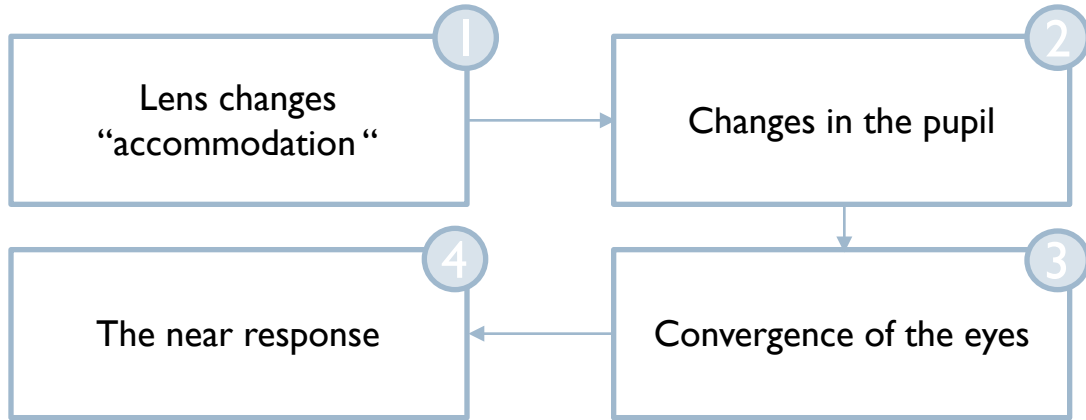 1
Lens changes
“accommodation “
2
Changes in the pupil
3
Convergence of the eyes
4
The near response